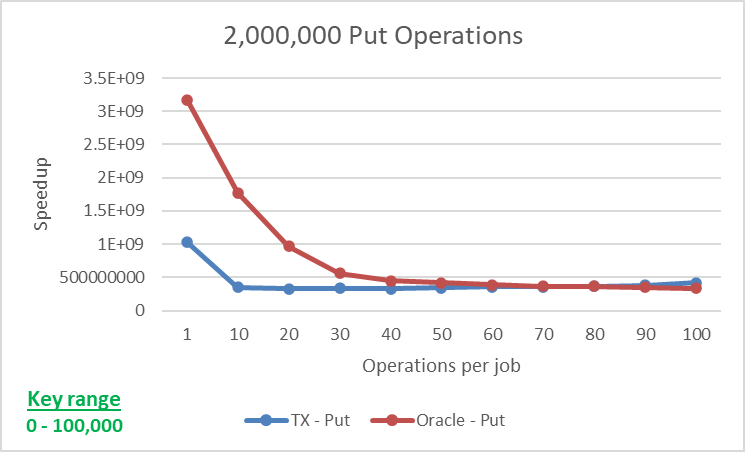 2,000,000 Put Operations
3.5E+09
3E+09
2.5E+09
2E+09
1.5E+09
1E+09
500000000
0
Speedup
1 10 20 30 40 50 60 70 80 90 100
Operations per job
Key range
0 - 100,000
TX - Put Oracle - Put